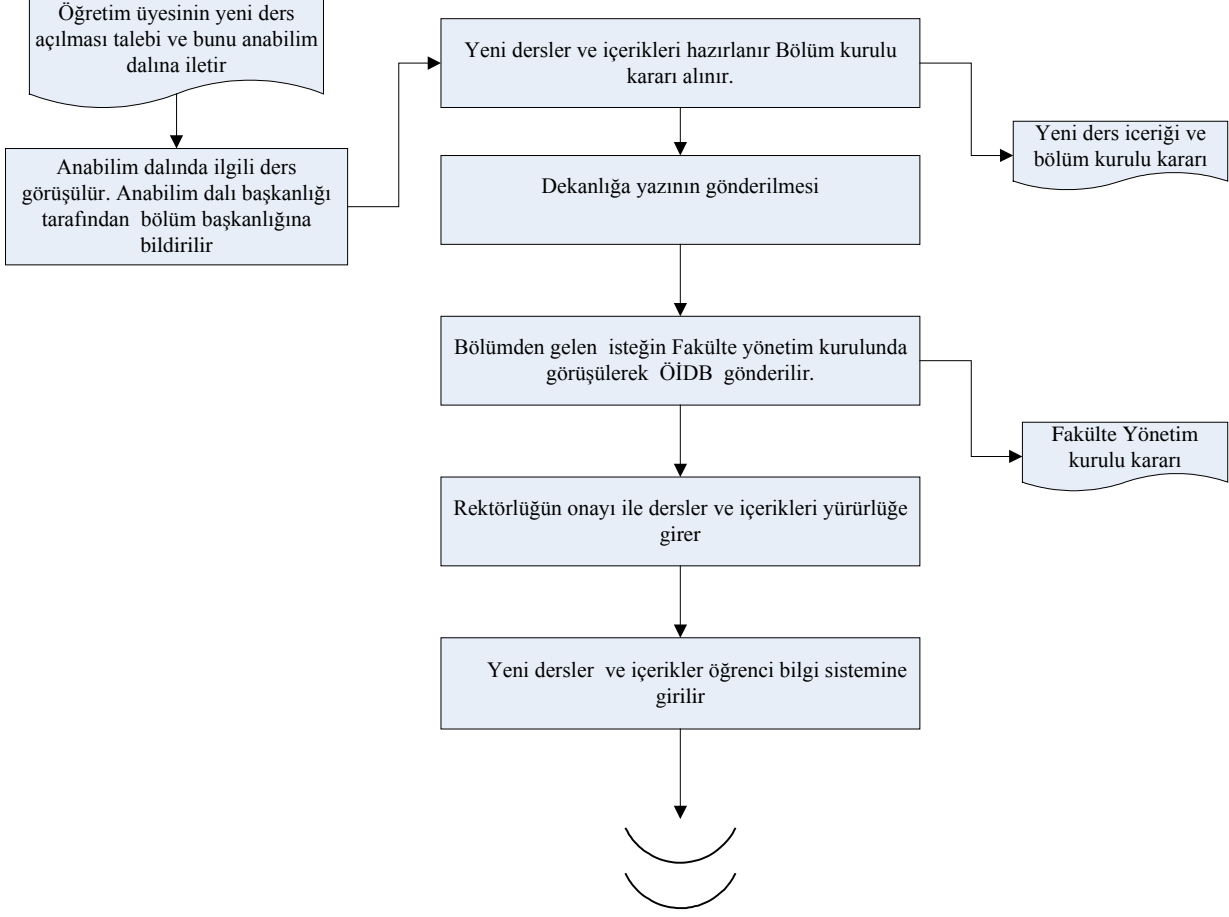 Öğretim üyesinin yeni ders
açılması talebi ve bunu anabilim
dalına iletir
Anabilim dalında ilgili ders
görüşülür. Anabilim dalı başkanlığı
tarafından bölüm başkanlığına
bildirilir
Yeni dersler ve içerikleri hazırlanır Bölüm kurulu
kararı alınır.
Yeni ders iceriği ve
bölüm kurulu kararı
Dekanlığa yazının gönderilmesi
Bölümden gelen isteğin Fakülte yönetim kurulunda
görüşülerek ÖİDB gönderilir.
Fakülte Yönetim
kurulu kararı
Rektörlüğün onayı ile dersler ve içerikleri yürürlüğe
girer
Yeni dersler ve içerikler öğrenci bilgi sistemine
girilir